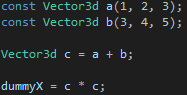 const Vector3d a(1, 2, 3);
const Vector3d b(3, 4, 5);
Vector3d c = a + b;
dummyX = c * c;